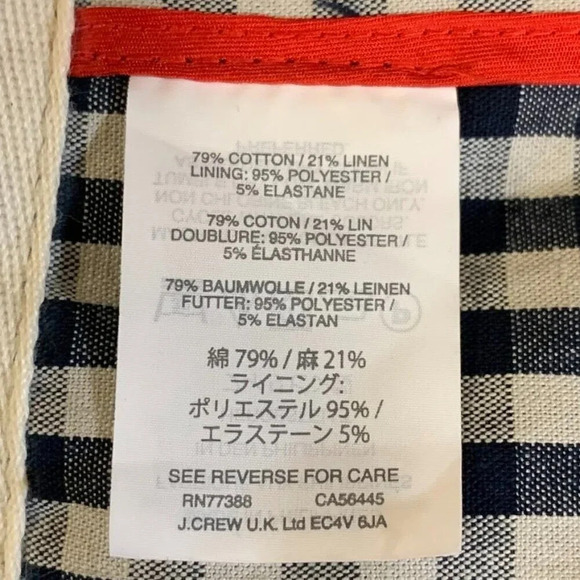 79% COTTON / 21% LINEN
LINING: 95% POLYESTER /
5% ELASTANE
79% COTON / 21% LIN
DOUBLURE: 95% POLYESTER /
5% ÉLASTHANNE
79% BAUMWOLLE / 21% LEINEN
FUTTER: 95% POLYESTER /
5% ELASTAN
綿 79% / 麻 21%
ライニング:
ポリエステル 95% /
エラステーン 5%
SEE REVERSE FOR CARE
RN77388 CA56445
J.CREW U.K. Ltd EC4V 6JA